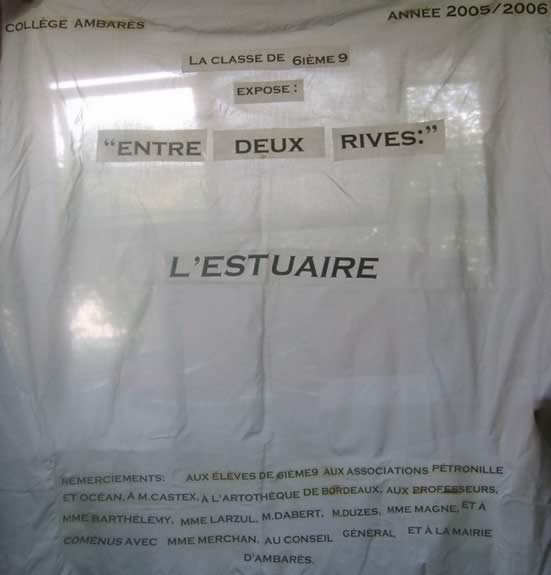 COLLÈGE AMBARÈS
ANNÉE 2005/2006
LA CLASSE DE 6IÈME 9
EXPOSE :
“ENTRE DEUX RIVES:”
L'ESTUAIRE
REMERCIEMENTS: AUX ÉLÈVES DE 6IÈME9 AUX ASSOCIATIONS PÉTRONILLE
ET OCÉAN, À M.CASTEX, À L'ARTOTHÈQUE DE BORDEAUX, AUX PROFESSEURS,
MME BARTHÉLÉMY, MME LARZUL, M.DABERT, M.DUZES, MME MAGNE, ET À
COMENUS AVEC MME MERCHAN, AU CONSEIL GÉNÉRAL ET À LA MAIRIE
D'AMBARÈS.